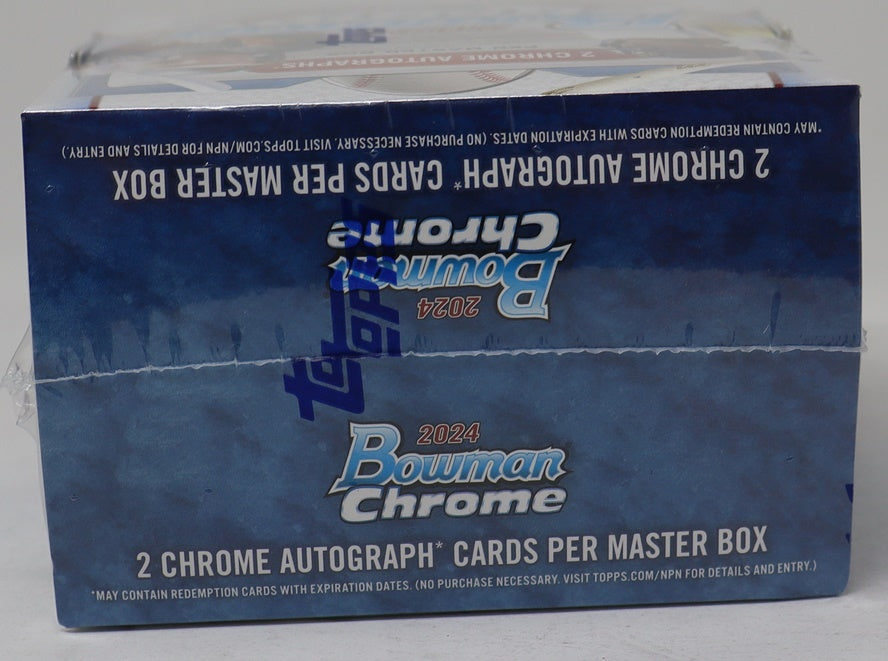 2 CHROME AUTOGRAPHS*
*MAY CONTAIN REDEMPTION CARDS WITH EXPIRATION DATES. (NO PURCHASE NECESSARY. VISIT TOPPS.COM/NPN FOR DETAILS AND ENTRY.)
2 CHROME AUTOGRAPH* CARDS PER MASTER BOX
Chrome
Bowman
2024
topps
topps
2024
Bowman
Chrome
2 CHROME AUTOGRAPH* CARDS PER MASTER BOX
*MAY CONTAIN REDEMPTION CARDS WITH EXPIRATION DATES. (NO PURCHASE NECESSARY. VISIT TOPPS.COM/NPN FOR DETAILS AND ENTRY.)